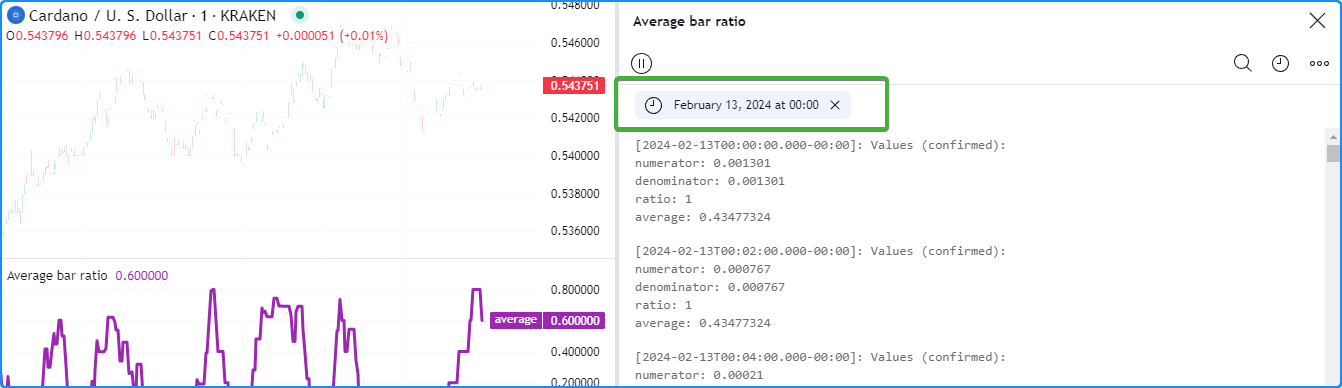 Cardano / U. S. Dollar · 1 · KRAKEN
O0.543796 H0.543796 L0.543751 C0.543751 +0.000051 (+0.01%)
0.548000
0.546000
0.543751
0.542000
0.540000
0.538000
0.536000
Average bar ratio 0.600000
0.800000
average 0.600000
0.400000
0.200000
Average bar ratio
February 13, 2024 at 00:00
[2024-02-13T00:00:00.000-00:00]: Values (confirmed):
numerator: 0.001301
denominator: 0.001301
ratio: 1
average: 0.43477324
[2024-02-13T00:02:00.000-00:00]: Values (confirmed):
numerator: 0.000767
denominator: 0.000767
ratio: 1
average: 0.43477324
[2024-02-13T00:04:00.000-00:00]: Values (confirmed):
numerator: 0.00021